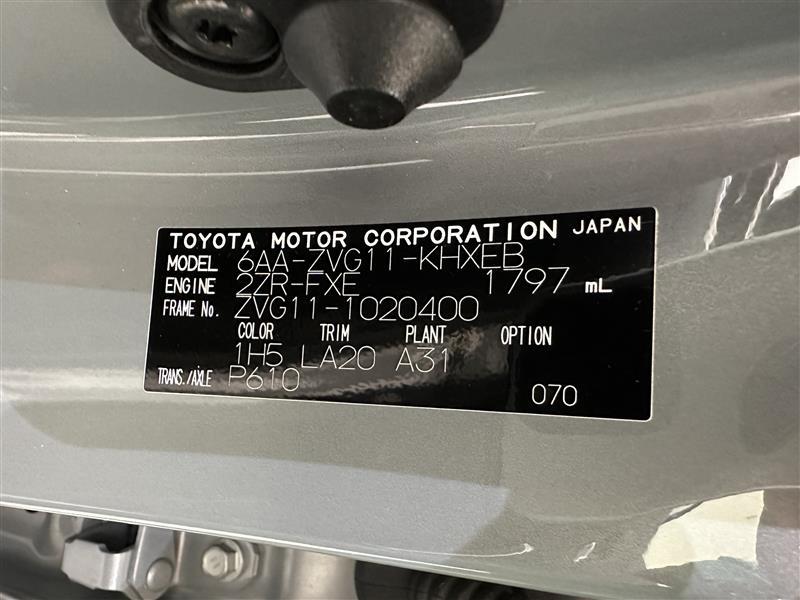 TOYOTA MOTOR CORPORATION JAPAN
MODEL 6AA-ZVG11-KHXEB
ENGINE 2ZR-FXE 1797 mL
FRAME No. ZVG11-1020400
COLOR TRIM PLANT OPTION
1H5 LA20 A31
TRANS./AXLE P610
070